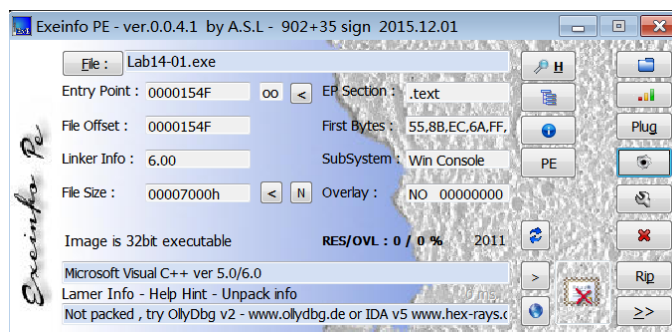 Exeinfo PE - ver.0.0.4.1 by A.S.L - 902+35 sign 2015.12.01
File : Lab14-01.exe
H
Entry Point : 0000154F oo < EP Section : .text
File Offset : 0000154F First Bytes : 55,8B,EC,6A,FF,
Plug
Linker Info : 6.00 SubSystem : Win Console
PE
File Size : 00007000h < N Overlay : NO 00000000
Image is 32bit executable RES/OVL : 0 / 0 % 2011
Microsoft Visual C++ ver 5.0/6.0
>
Rip
Lamer Info - Help Hint - Unpack info
Not packed , try OllyDbg v2 - www.ollydbg.de or IDA v5 www.hex-rays.c
>>
Exeinfo Pe